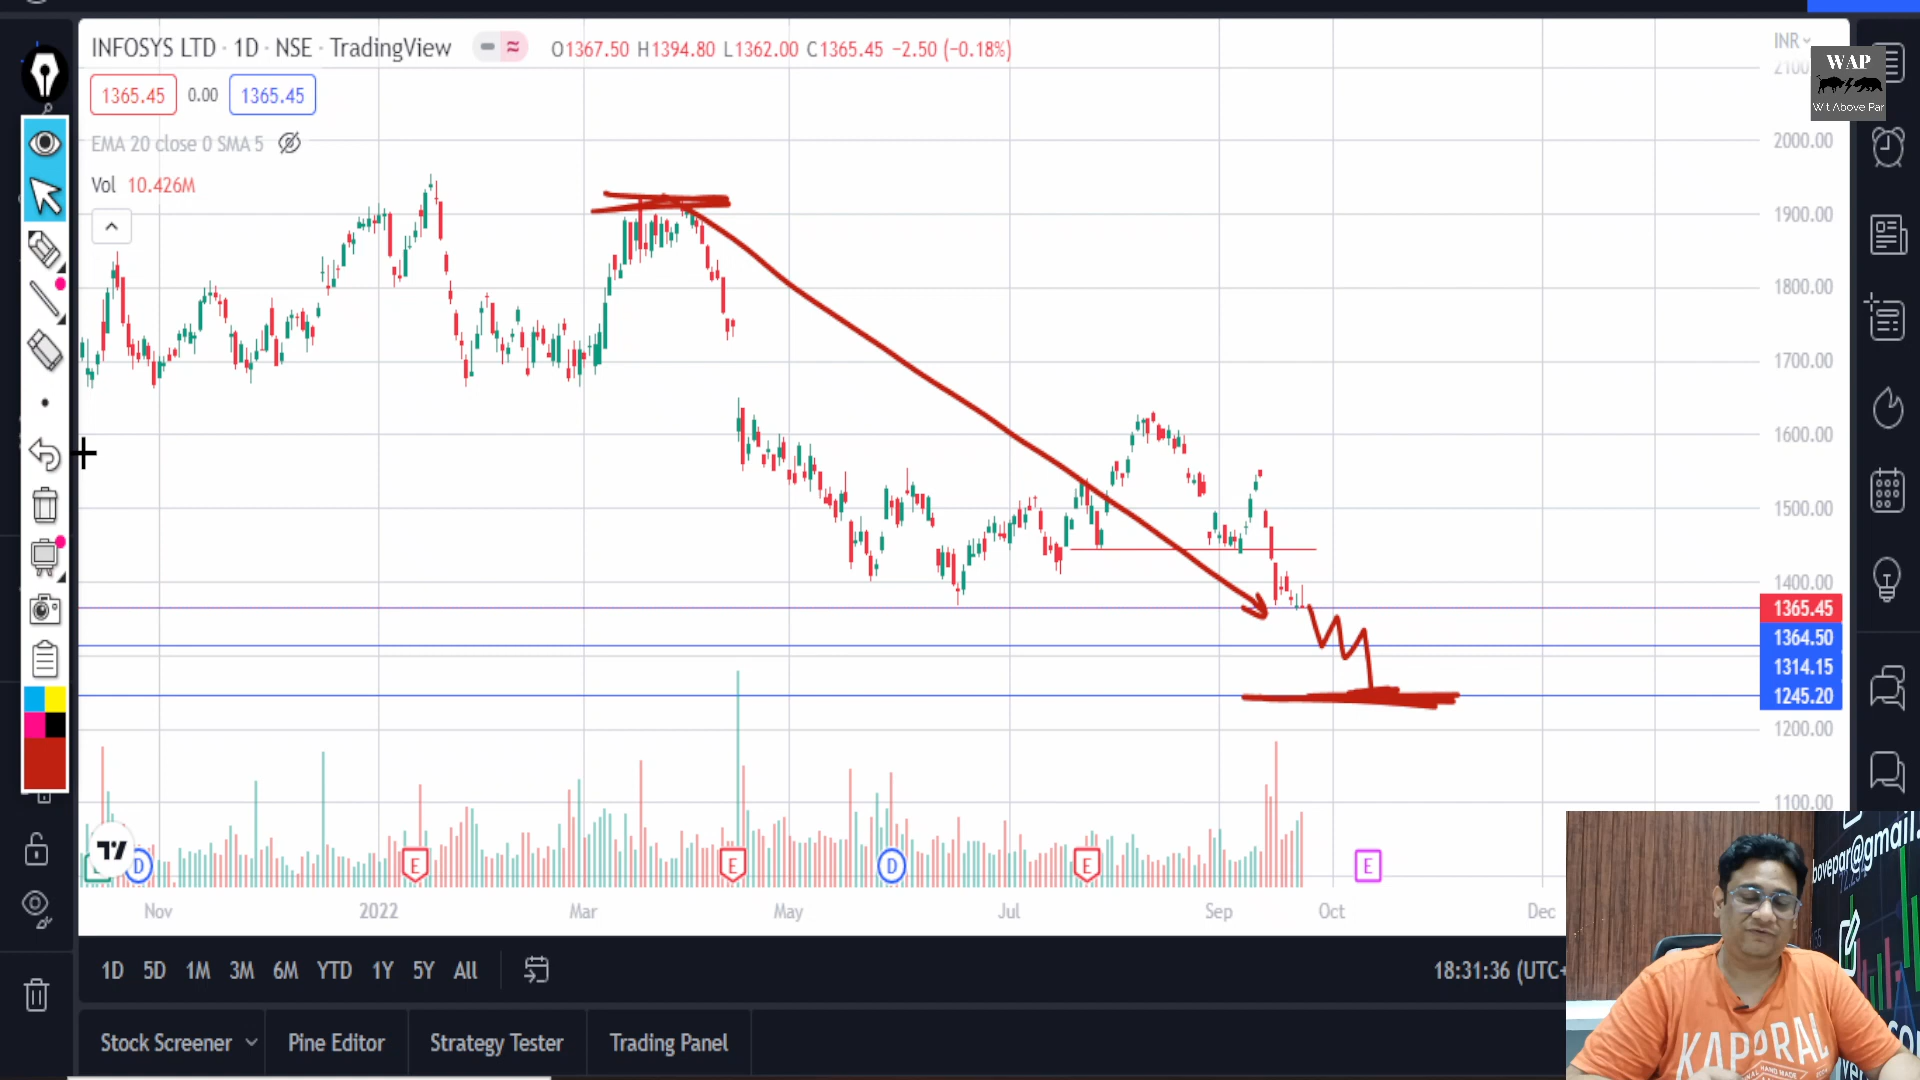 INFOSYS LTD · 1D · NSE · TradingView
O1367.50 H1394.80 L1362.00 C1365.45 −2.50 (−0.18%)
INR
WAP
1365.45 0.00 1365.45
EMA 20 close 0 SMA 5
Vol 10.426M
2000.00
1900.00
1800.00
1700.00
1600.00
1500.00
1400.00
1365.45
1364.50
1314.15
1245.20
1200.00
1100.00
D E E D E E
Nov 2022 Mar May Jul Sep Oct Dec
1D 5D 1M 3M 6M YTD 1Y 5Y All
18:31:36 (UTC+
Stock Screener Pine Editor Strategy Tester Trading Panel
bovepar@gmail.
KAPORAL